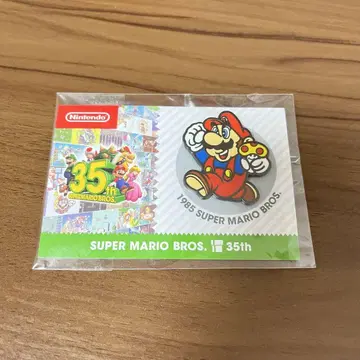 Nintendo
35th
SUPER MARIO BROS.
1985 SUPER MARIO BROS.
SUPER MARIO BROS. 35th